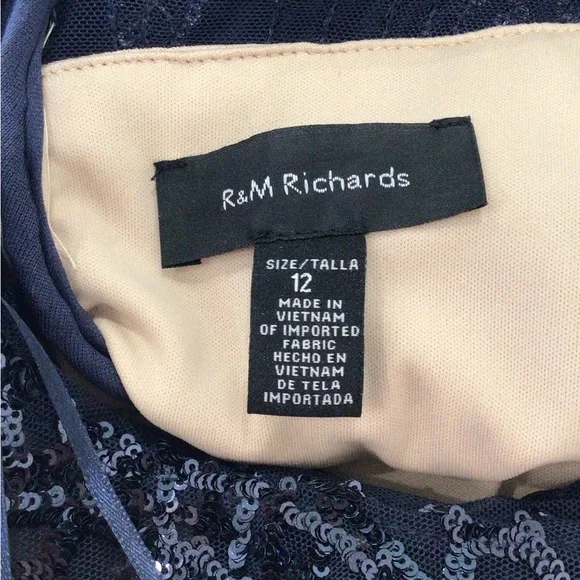 R&M Richards
SIZE/TALLA
12
MADE IN
VIETNAM
OF IMPORTED
FABRIC
HECHO EN
VIETNAM
DE TELA
IMPORTADA